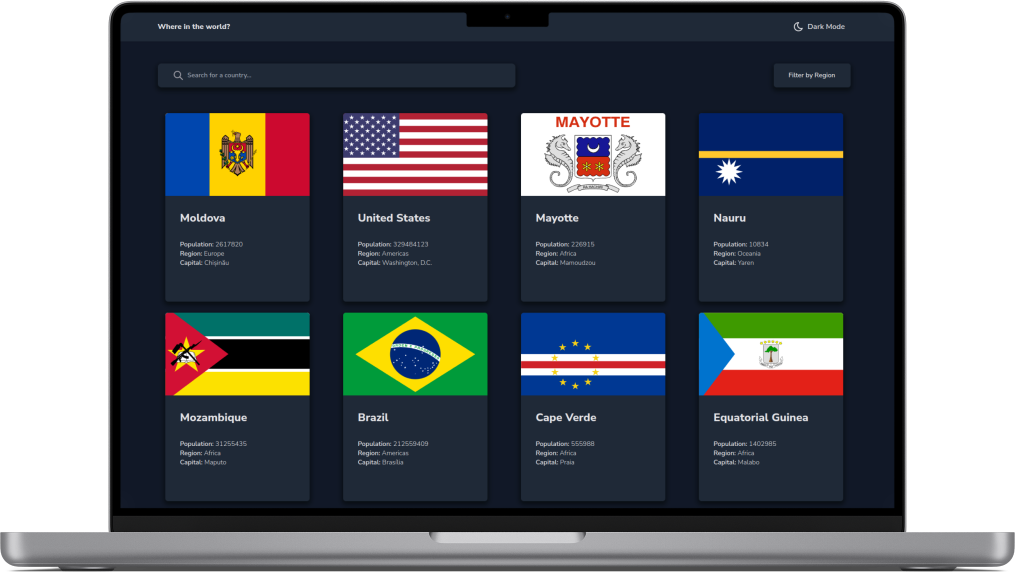 Where in the world?
Dark Mode
Search for a country...
Filter by Region
MAYOTTE
Moldova
Population: 2617820
Region: Europe
Capital: Chișinău
United States
Population: 329484123
Region: Americas
Capital: Washington, D.C.
Mayotte
Population: 226915
Region: Africa
Capital: Mamoudzou
Nauru
Population: 10834
Region: Oceania
Capital: Yaren
Mozambique
Population: 31255435
Region: Africa
Capital: Maputo
Brazil
Population: 212559409
Region: Americas
Capital: Brasília
Cape Verde
Population: 555988
Region: Africa
Capital: Praia
Equatorial Guinea
Population: 1402985
Region: Africa
Capital: Malabo